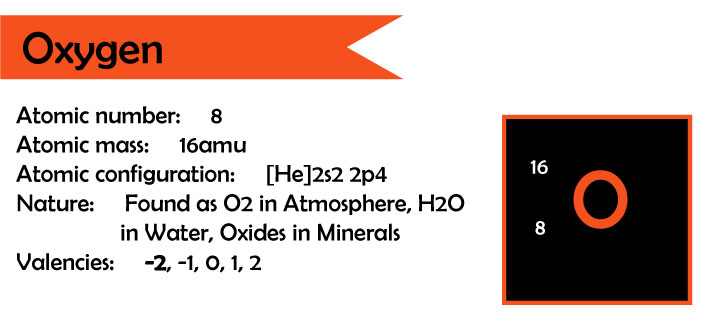 Oxygen
Atomic number: 8
Atomic mass: 16amu
Atomic configuration: [He]2s2 2p4
Nature: Found as O2 in Atmosphere, H2O
in Water, Oxides in Minerals
Valencies: -2, -1, 0, 1, 2
16
O
8